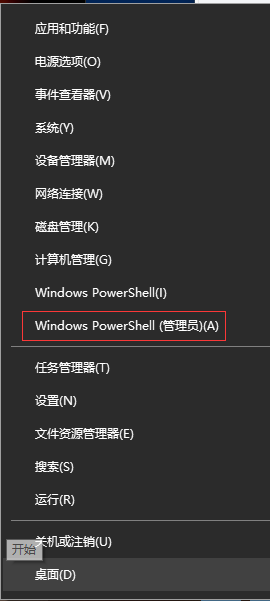 应用和功能(F)
电源选项(O)
事件查看器(V)
系统(Y)
设备管理器(M)
网络连接(W)
磁盘管理(K)
计算机管理(G)
Windows PowerShell(I)
Windows PowerShell (管理员)(A)
任务管理器(T)
设置(N)
文件资源管理器(E)
搜索(S)
运行(R)
关机或注销(U)
开始
桌面(D)